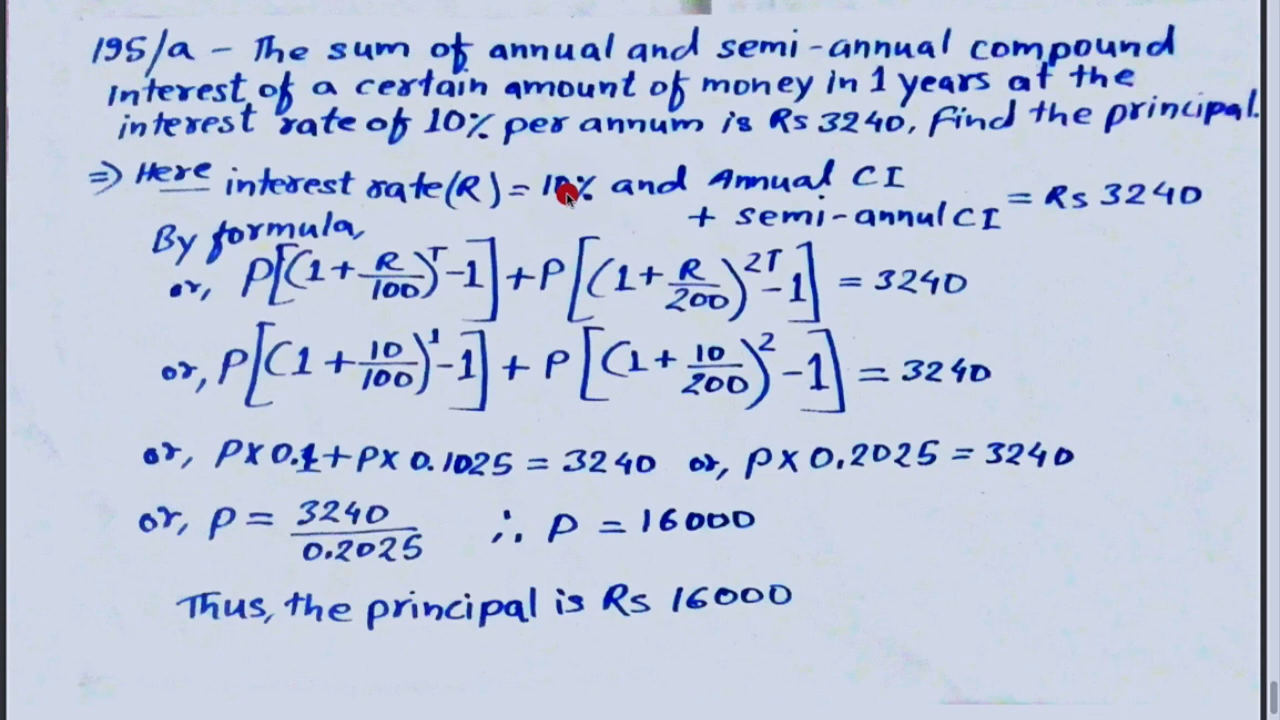 195/a - The sum of annual and semi-annual compound
interest of a certain amount of money in 1 years at the
interest rate of 10% per annum is Rs 3240, Find the principal.
=> Here interest rate (R) = 10% and Annual CI
+ semi-annul CI = Rs 3240
By formula,
or, P[(1+R/100)^T-1]+P[(1+R/200)^2T-1] = 3240
or, P[(1+10/100)^1-1]+P[(1+10/200)^2-1] = 3240
or, P×0.1+P×0.1025 = 3240 or, P×0.2025 = 3240
or, P = 3240/0.2025 ∴ P = 16000
Thus, the principal is Rs 16000